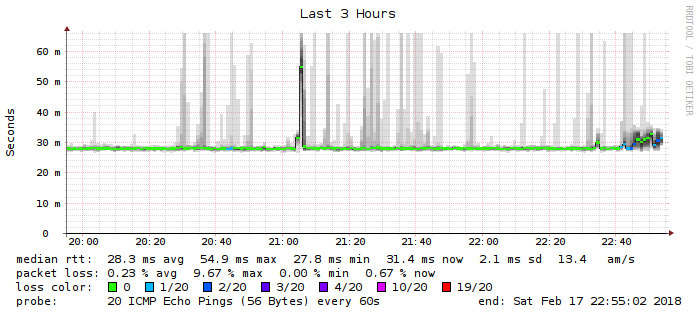 Last 3 Hours
RRDTOOL / TOBI OETIKER
Seconds
60 m
50 m
40 m
30 m
20 m
10 m
0
20:00 20:20 20:40 21:00 21:20 21:40 22:00 22:20 22:40
median rtt: 28.3 ms avg 54.9 ms max 27.8 ms min 31.4 ms now 2.1 ms sd 13.4 am/s
packet loss: 0.23 % avg 9.67 % max 0.00 % min 0.67 % now
loss color: 0 1/20 2/20 3/20 4/20 10/20 19/20
probe: 20 ICMP Echo Pings (56 Bytes) every 60s end: Sat Feb 17 22:55:02 2018